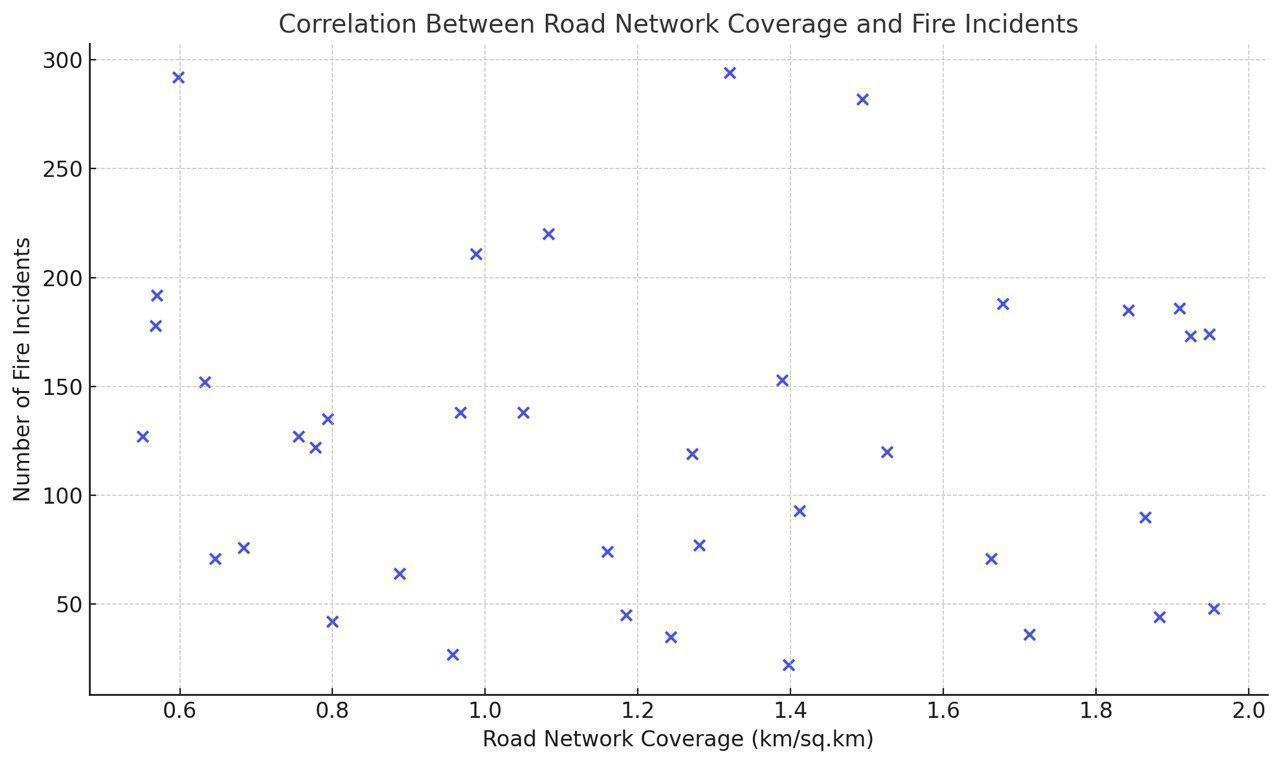 Correlation Between Road Network Coverage and Fire Incidents
300
250
200
150
100
50
Number of Fire Incidents
0.6 0.8 1.0 1.2 1.4 1.6 1.8 2.0
Road Network Coverage (km/sq.km)